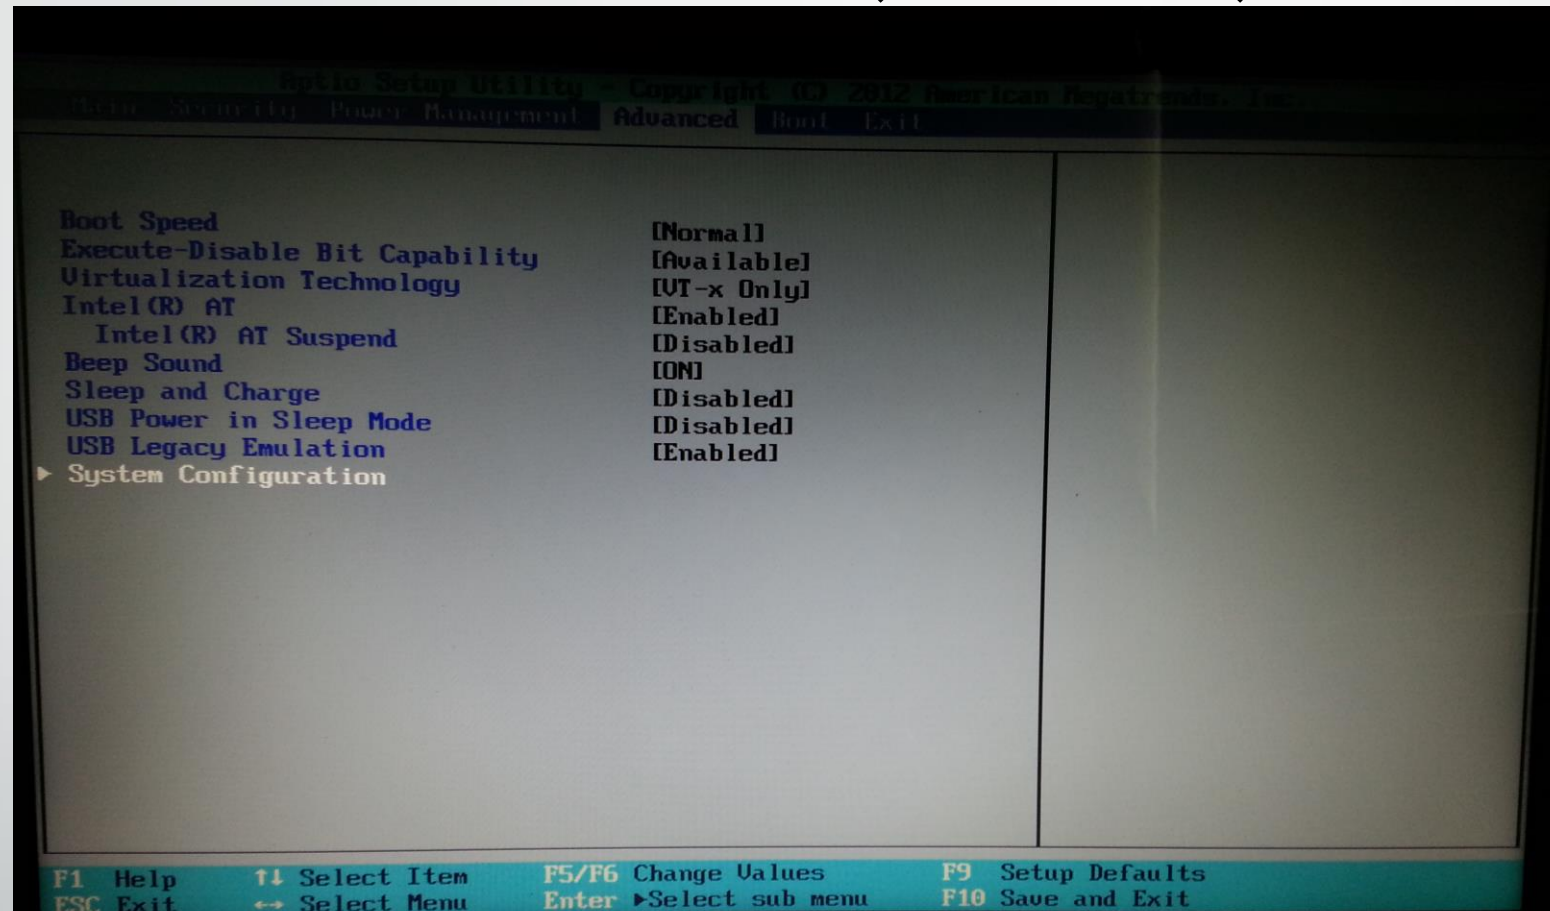 Aptio Setup Utility - Copyright (C) 2012 American Megatrends, Inc.
Main Security Power Management Advanced Boot Exit
Boot Speed [Normal]
Execute-Disable Bit Capability [Available]
Virtualization Technology [VT-x Only]
Intel(R) AT [Enabled]
Intel(R) AT Suspend [Disabled]
Beep Sound [ON]
Sleep and Charge [Disabled]
USB Power in Sleep Mode [Disabled]
USB Legacy Emulation [Enabled]
▶ System Configuration
F1 Help ↑↓ Select Item F5/F6 Change Values F9 Setup Defaults
ESC Exit ↔ Select Menu Enter ▶Select sub menu F10 Save and Exit